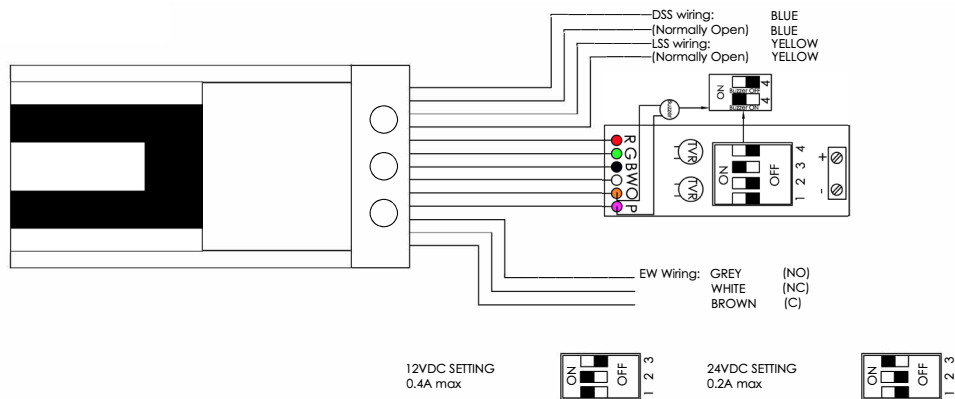 DSS wiring: BLUE
(Normally Open) BLUE
LSS wiring: YELLOW
(Normally Open) YELLOW
NO
Buzzer OFF
Buzzer ON
4
4
Buzzer
R
G
B
W
O
P
TVR
TVR
ON
OFF
1 2 3 4
+
-
EW Wiring: GREY (NO)
WHITE (NC)
BROWN (C)
12VDC SETTING
0.4A max
ON
OFF
1 2 3
24VDC SETTING
0.2A max
ON
OFF
1 2 3